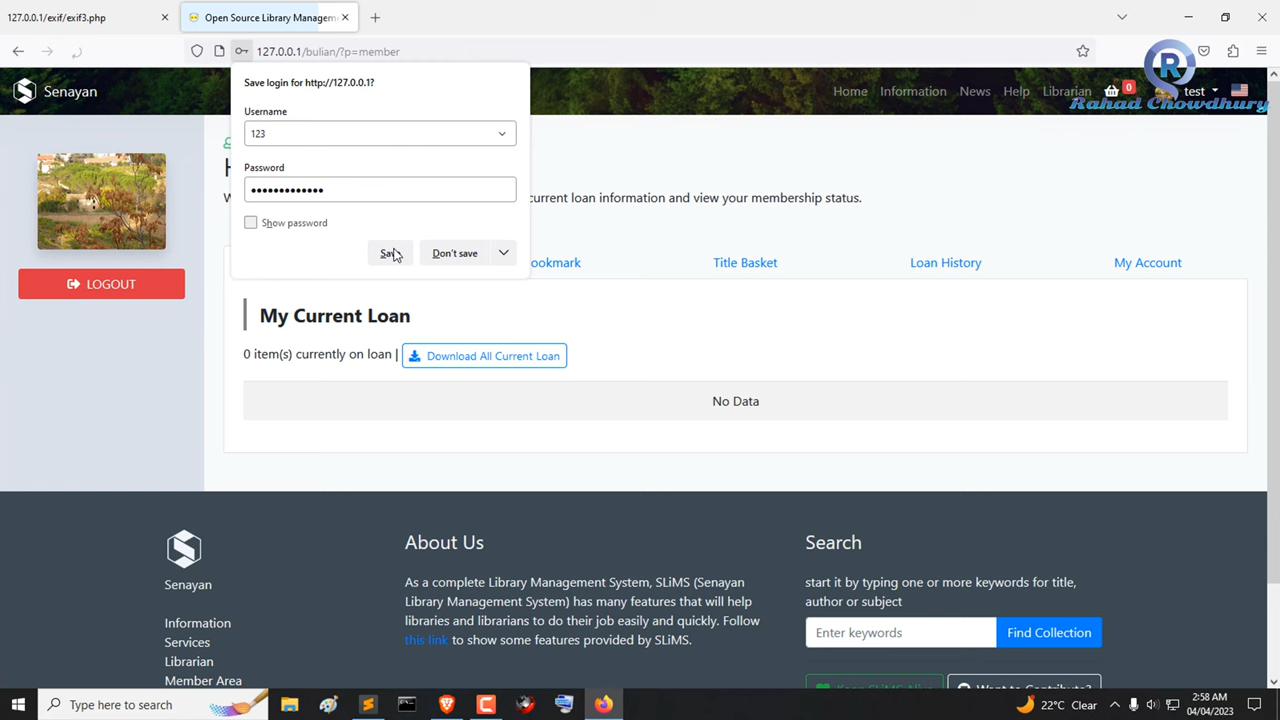 127.0.0.1/exif/exif3.php
Open Source Library Managem
127.0.0.1/bulian/?p=member
Save login for http://127.0.0.1?
Username
123
Password
•••••••••••••
Show password
Save
Don't save
Senayan
Home
Information
News
Help
Librarian
0
test
R
Rahad Chowdhury
current loan information and view your membership status.
LOGOUT
ookmark
Title Basket
Loan History
My Account
My Current Loan
0 item(s) currently on loan |
Download All Current Loan
No Data
Senayan
Information
Services
Librarian
Member Area
About Us
As a complete Library Management System, SLiMS (Senayan
Library Management System) has many features that will help
libraries and librarians to do their job easily and quickly. Follow
this link to show some features provided by SLiMS.
Search
start it by typing one or more keywords for title,
author or subject
Enter keywords
Find Collection
Keep SLiMS Alive
Want to Contribute?
Type here to search
22°C Clear
2:58 AM
04/04/2023